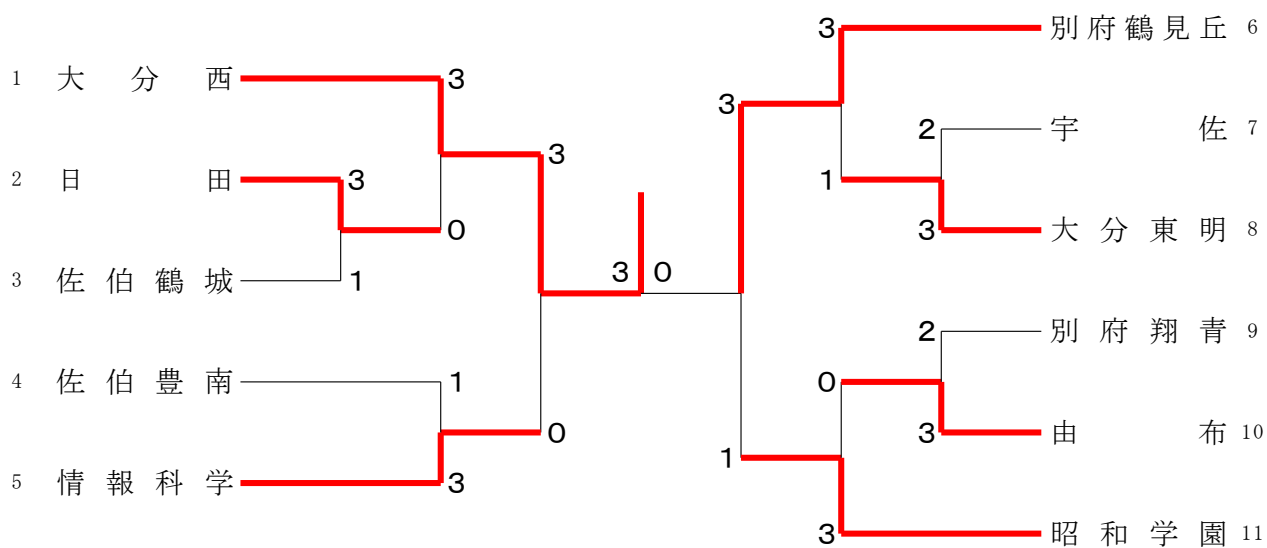 1 大分西 3
2 日田 3
3 佐伯鶴城 1
0
3
4 佐伯豊南 1
5 情報科学 3
0
3 0
3 別府鶴見丘 6
3
2 宇佐 7
1
3 大分東明 8
2 別府翔青 9
0
3 由布 10
1
3 昭和学園 11